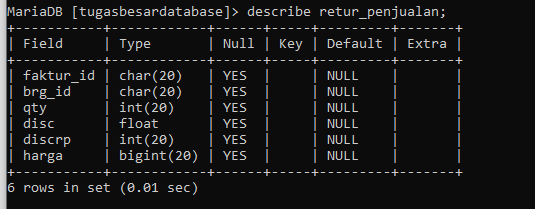 MariaDB [tugasbesardatabase]> describe retur_penjualan;
+-----------+------------+------+-----+---------+-------+
| Field     | Type       | Null | Key | Default | Extra |
+-----------+------------+------+-----+---------+-------+
| faktur_id | char(20)   | YES  |     | NULL    |       |
| brg_id    | char(20)   | YES  |     | NULL    |       |
| qty       | int(20)    | YES  |     | NULL    |       |
| disc      | float      | YES  |     | NULL    |       |
| discrp    | int(20)    | YES  |     | NULL    |       |
| harga     | bigint(20) | YES  |     | NULL    |       |
+-----------+------------+------+-----+---------+-------+
6 rows in set (0.01 sec)